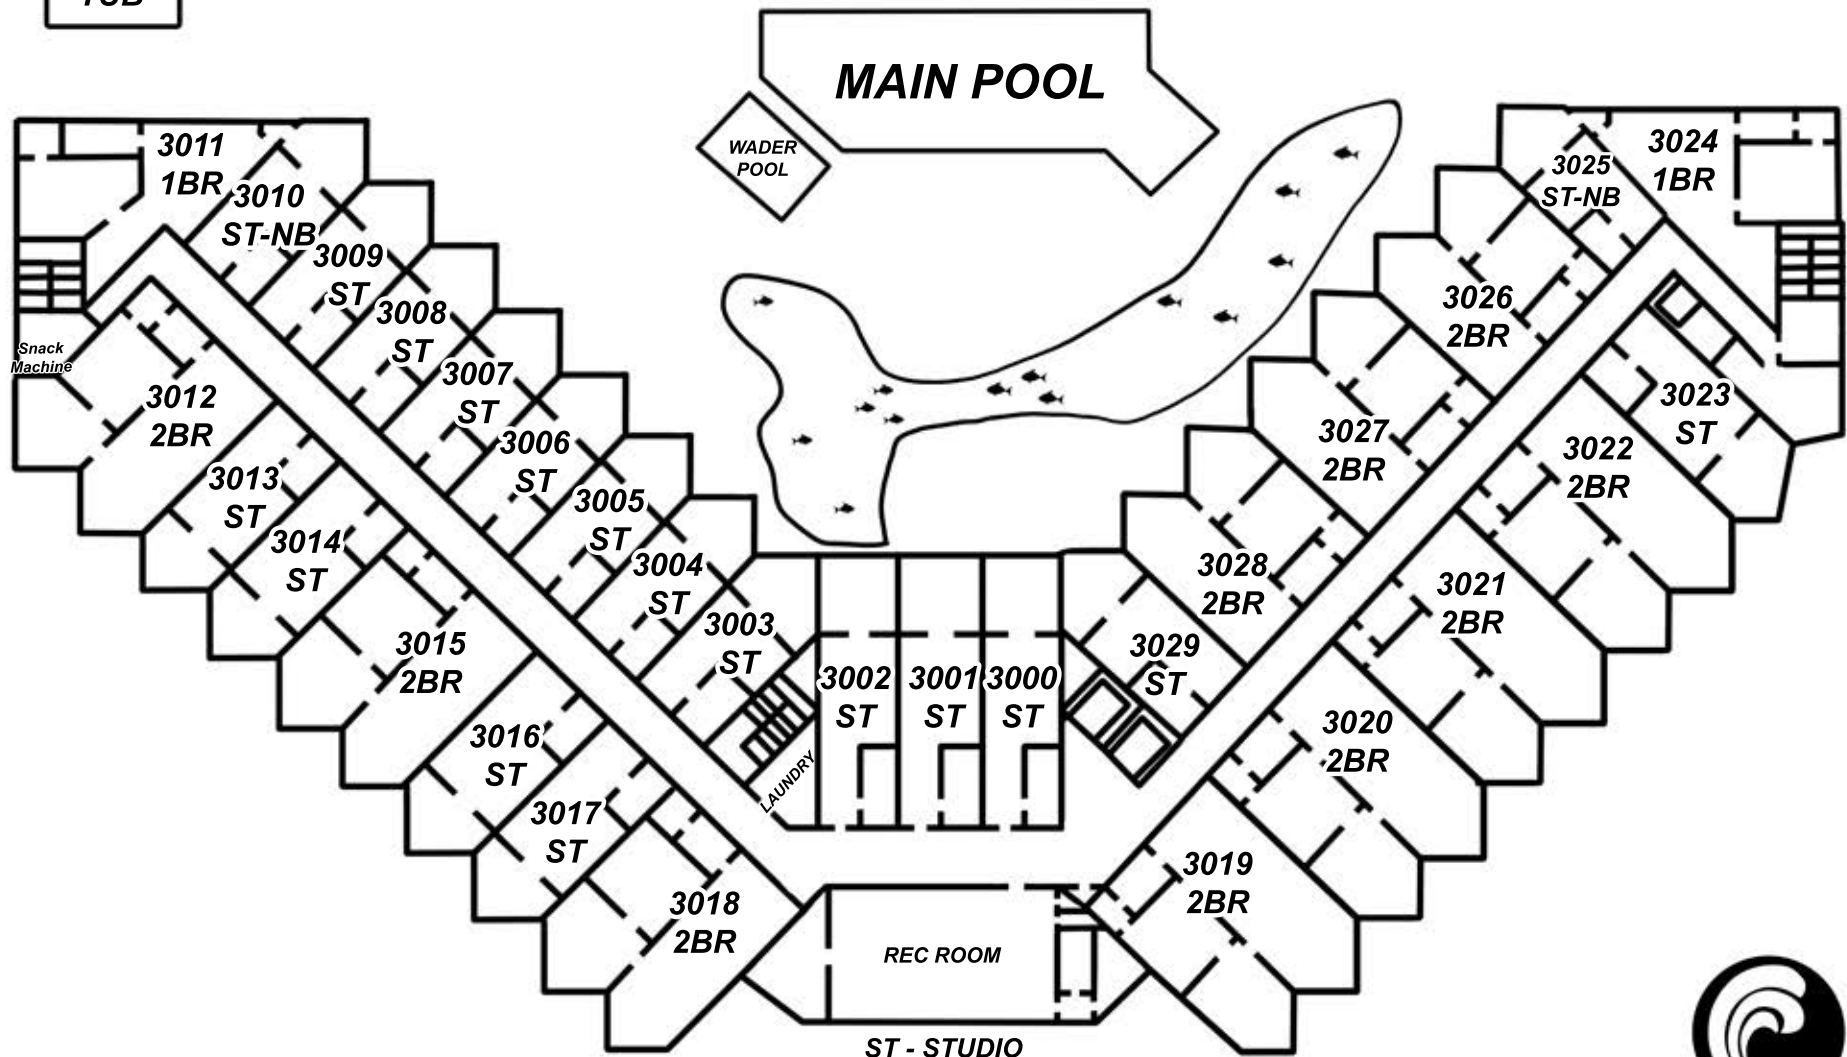 TUB
MAIN POOL
WADER
POOL
3011
1BR
3010
ST-NB
3009
ST
3008
ST
3007
ST
3006
ST
3005
ST
3004
ST
3003
ST
3002
ST
3001
ST
3000
ST
LAUNDRY
Snack
Machine
3012
2BR
3013
ST
3014
ST
3015
2BR
3016
ST
3017
ST
3018
2BR
REC ROOM
3019
2BR
3020
2BR
3021
2BR
3022
2BR
3023
ST
3024
1BR
3025
ST-NB
3026
2BR
3027
2BR
3028
2BR
3029
ST
ST - STUDIO